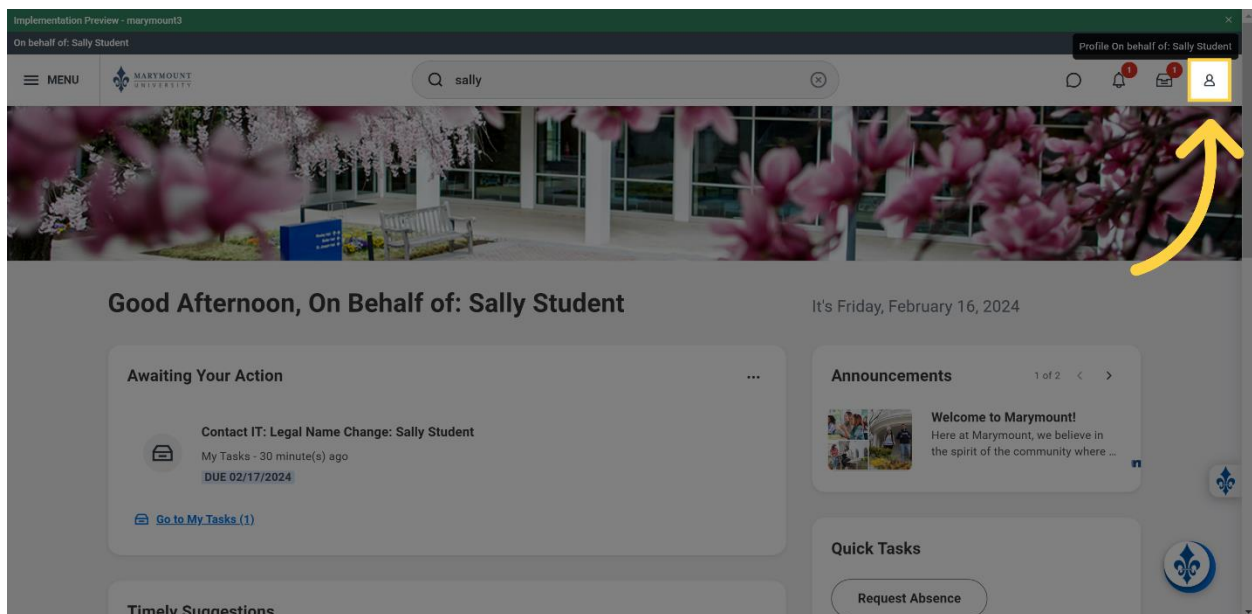 Implementation Preview - marymount3
On behalf of: Sally Student
Profile On behalf of: Sally Student
MENU
MARYMOUNT
UNIVERSITY
sally
1
1
Good Afternoon, On Behalf of: Sally Student
It's Friday, February 16, 2024
Awaiting Your Action
Contact IT: Legal Name Change: Sally Student
My Tasks - 30 minute(s) ago
DUE 02/17/2024
Go to My Tasks (1)
Announcements
1 of 2
Welcome to Marymount!
Here at Marymount, we believe in
the spirit of the community where ...
Quick Tasks
Request Absence
Timely Suggestions